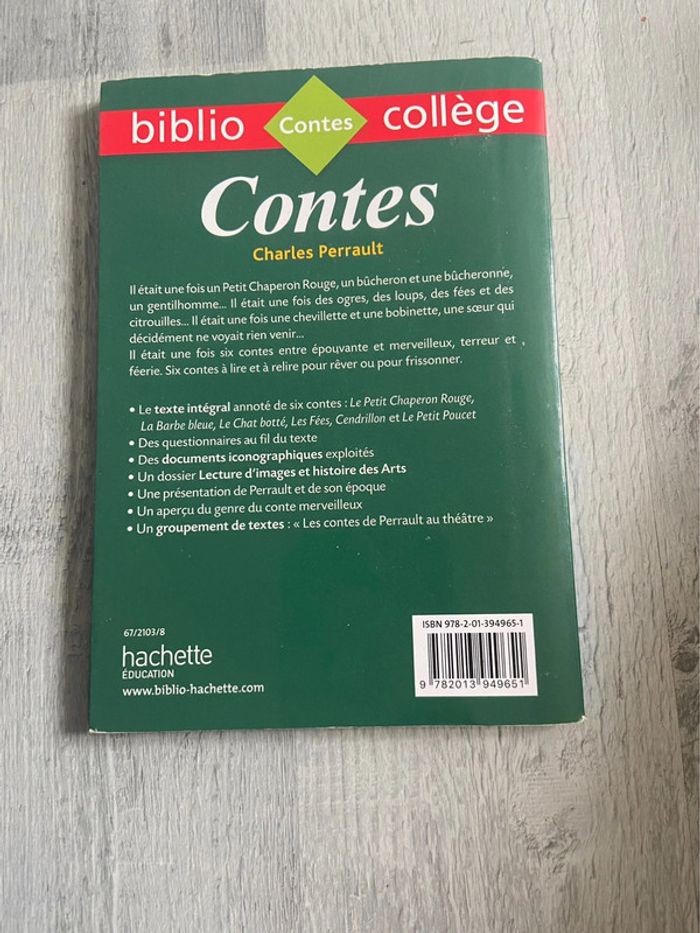 biblio Contes collège
Contes
Charles Perrault
Il était une fois un Petit Chaperon Rouge, un bûcheron et une bûcheronne,
un gentilhomme... Il était une fois des ogres, des loups, des fées et des
citrouilles... Il était une fois une chevillette et une bobinette, une sœur qui
décidément ne voyait rien venir...
Il était une fois six contes entre épouvante et merveilleux, terreur et
féerie. Six contes à lire et à relire pour rêver ou pour frissonner.
• Le texte intégral annoté de six contes : Le Petit Chaperon Rouge,
La Barbe bleue, Le Chat botté, Les Fées, Cendrillon et Le Petit Poucet
• Des questionnaires au fil du texte
• Des documents iconographiques exploités
• Un dossier Lecture d'images et histoire des Arts
• Une présentation de Perrault et de son époque
• Un aperçu du genre du conte merveilleux
• Un groupement de textes : « Les contes de Perrault au théâtre »
67/2103/8
hachette
ÉDUCATION
www.biblio-hachette.com
ISBN 978-2-01-394965-1
9 782013 949651